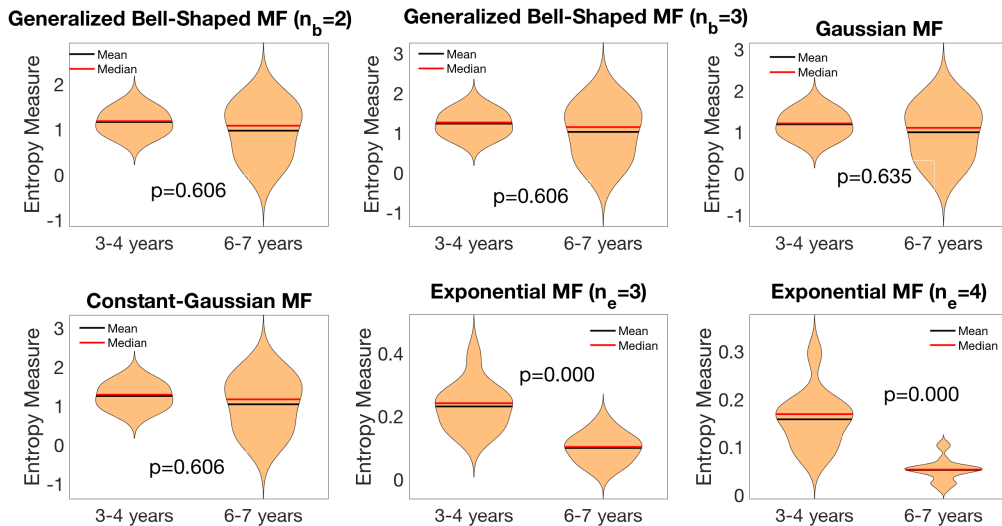 Generalized Bell-Shaped MF (n_b=2)
Entropy Measure
2
1
0
-1
Mean
Median
p=0.606
3-4 years
6-7 years
Generalized Bell-Shaped MF (n_b=3)
Entropy Measure
3
2
1
0
-1
Mean
Median
p=0.606
3-4 years
6-7 years
Gaussian MF
Entropy Measure
3
2
1
0
-1
Mean
Median
p=0.635
3-4 years
6-7 years
Constant-Gaussian MF
Entropy Measure
3
2
1
0
-1
Mean
Median
p=0.606
3-4 years
6-7 years
Exponential MF (n_e=3)
Entropy Measure
0.4
0.2
0
Mean
Median
p=0.000
3-4 years
6-7 years
Exponential MF (n_e=4)
Entropy Measure
0.3
0.2
0.1
0
Mean
Median
p=0.000
3-4 years
6-7 years